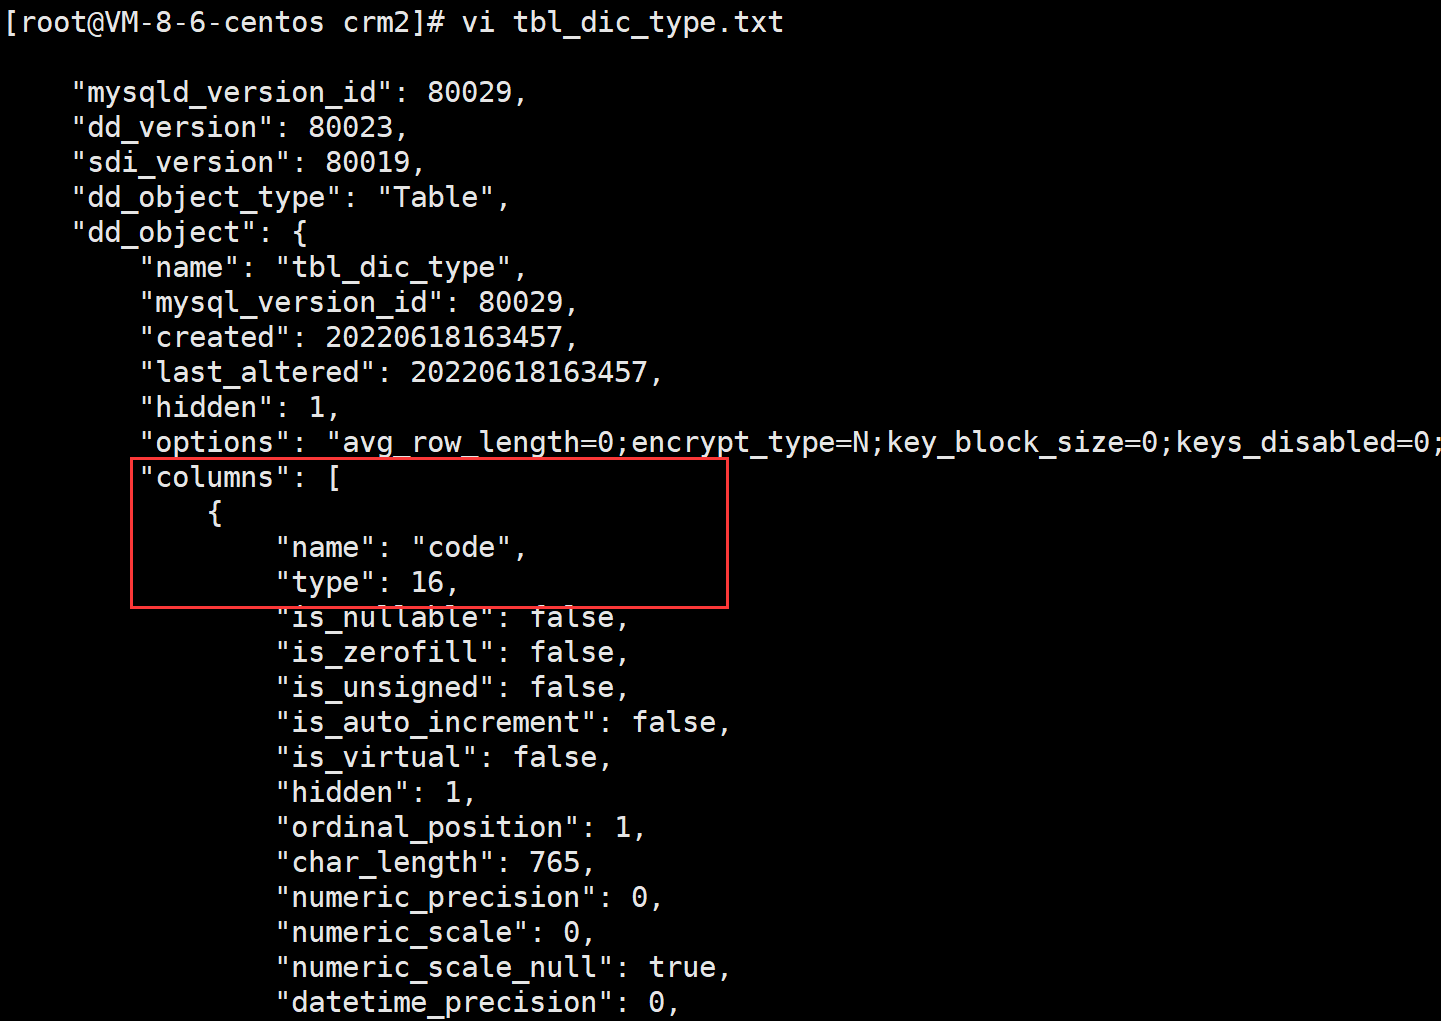 [root@VM-8-6-centos crm2]# vi tbl_dic_type.txt
"mysqld_version_id": 80029,
"dd_version": 80023,
"sdi_version": 80019,
"dd_object_type": "Table",
"dd_object": {
"name": "tbl_dic_type",
"mysql_version_id": 80029,
"created": 20220618163457,
"last_altered": 20220618163457,
"hidden": 1,
"options": "avg_row_length=0;encrypt_type=N;key_block_size=0;keys_disabled=0;
"columns": [
{
"name": "code",
"type": 16,
"is_nullable": false,
"is_zerofill": false,
"is_unsigned": false,
"is_auto_increment": false,
"is_virtual": false,
"hidden": 1,
"ordinal_position": 1,
"char_length": 765,
"numeric_precision": 0,
"numeric_scale": 0,
"numeric_scale_null": true,
"datetime_precision": 0,